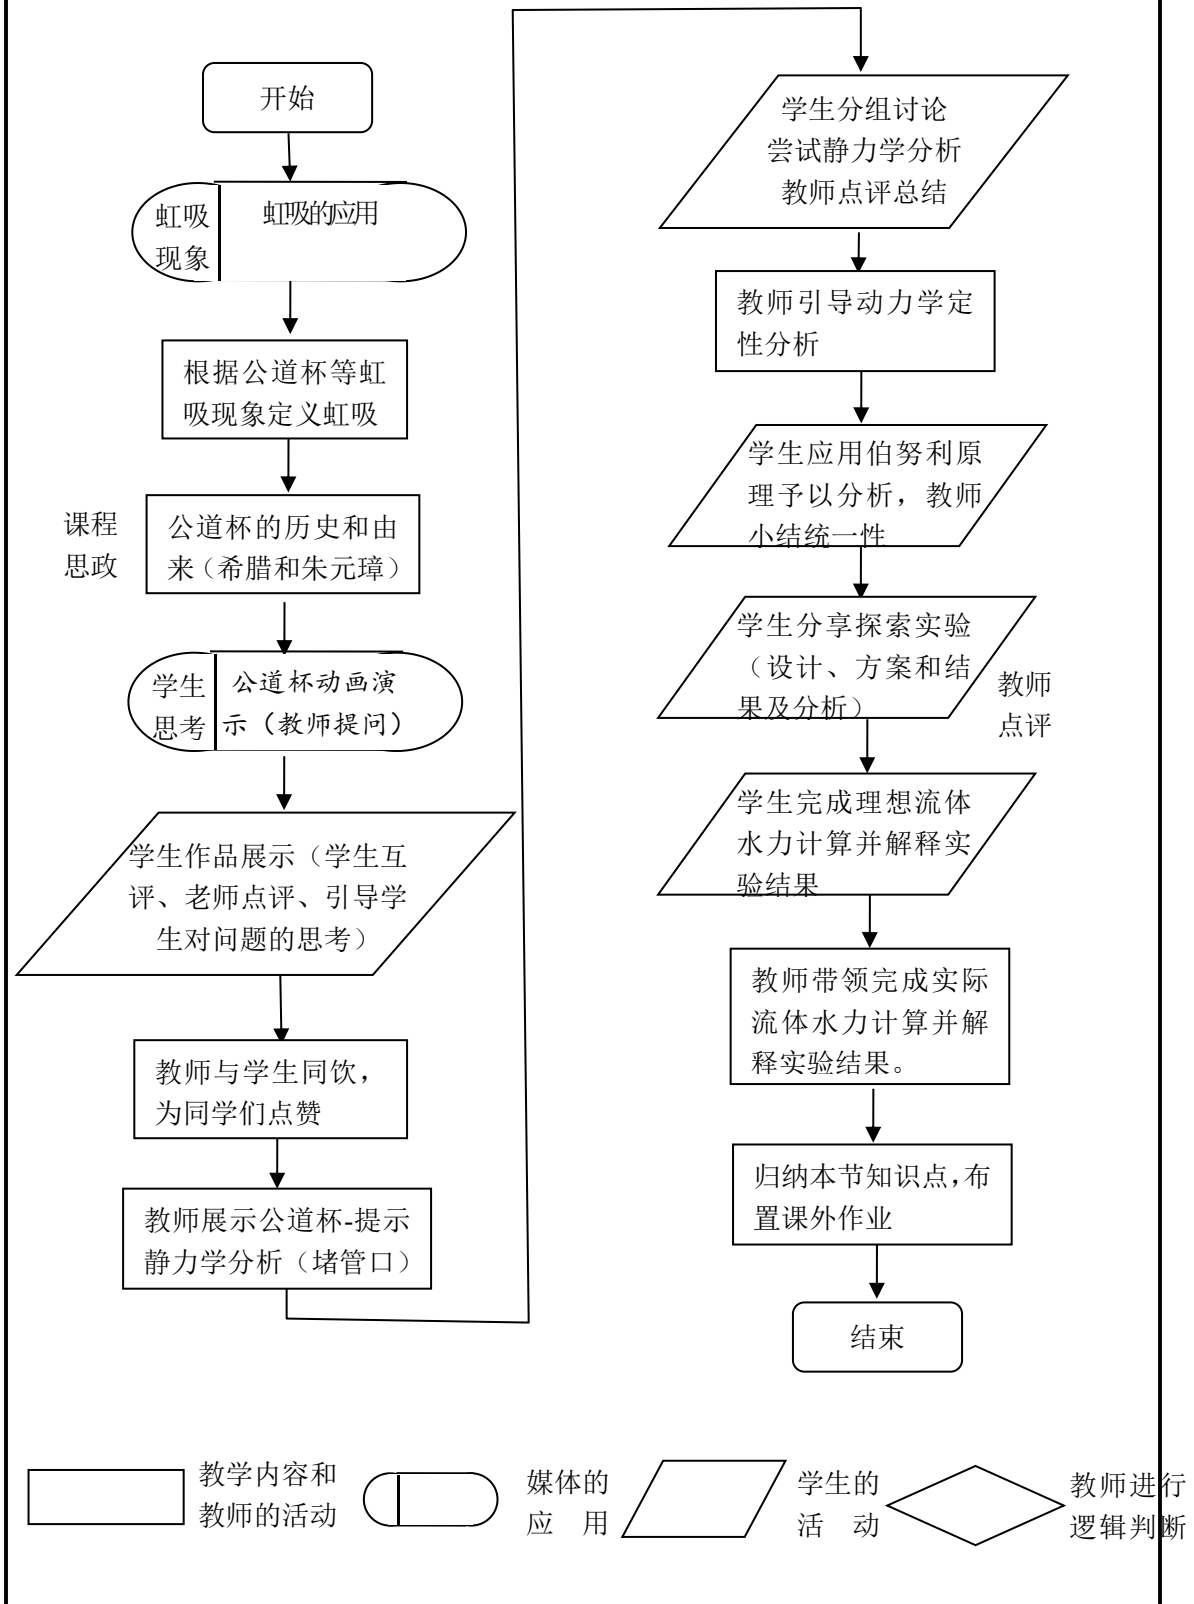 开始
虹吸
现象
虹吸的应用
根据公道杯等虹
吸现象定义虹吸
课程
思政
公道杯的历史和由
来（希腊和朱元璋）
学生
思考
公道杯动画演
示（教师提问）
学生作品展示（学生互
评、老师点评、引导学
生对问题的思考）
教师与学生同饮，
为同学们点赞
教师展示公道杯-提示
静力学分析（堵管口）
学生分组讨论
尝试静力学分析
教师点评总结
教师引导动力学定
性分析
学生应用伯努利原
理予以分析，教师
小结统一性
学生分享探索实验
（设计、方案和结
果及分析）
教师
点评
学生完成理想流体
水力计算并解释实
验结果
教师带领完成实际
流体水力计算并解
释实验结果。
归纳本节知识点，布
置课外作业
结束
教学内容和
教师的活动
媒体的
应 用
学生的
活 动
教师进行
逻辑判断